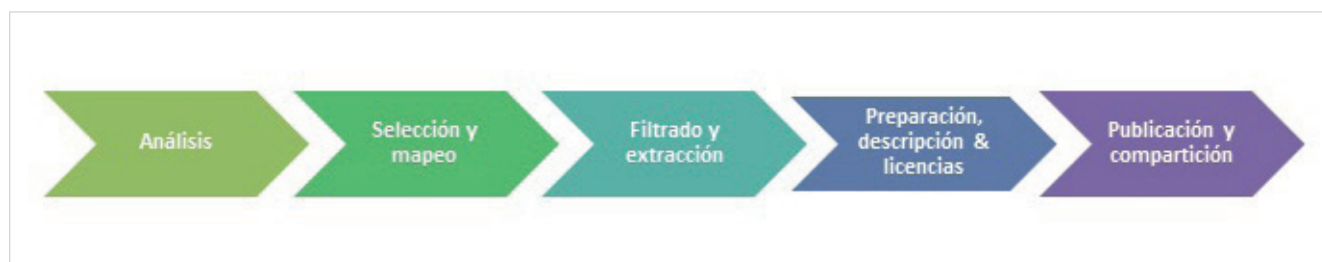 Análisis
Selección y
mapeo
Filtrado y
extracción
Preparación,
descripción &
licencias
Publicación y
compartición